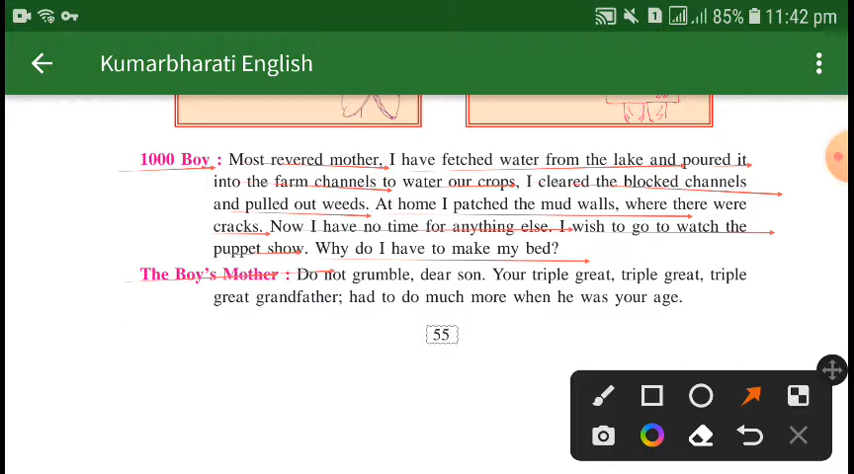 85% 11:42 pm
Kumarbharati English
1000 Boy : Most revered mother, I have fetched water from the lake and poured it
into the farm channels to water our crops, I cleared the blocked channels
and pulled out weeds. At home I patched the mud walls, where there were
cracks. Now I have no time for anything else. I wish to go to watch the
puppet show. Why do I have to make my bed?
The Boy's Mother : Do not grumble, dear son. Your triple great, triple great, triple
great grandfather; had to do much more when he was your age.
55